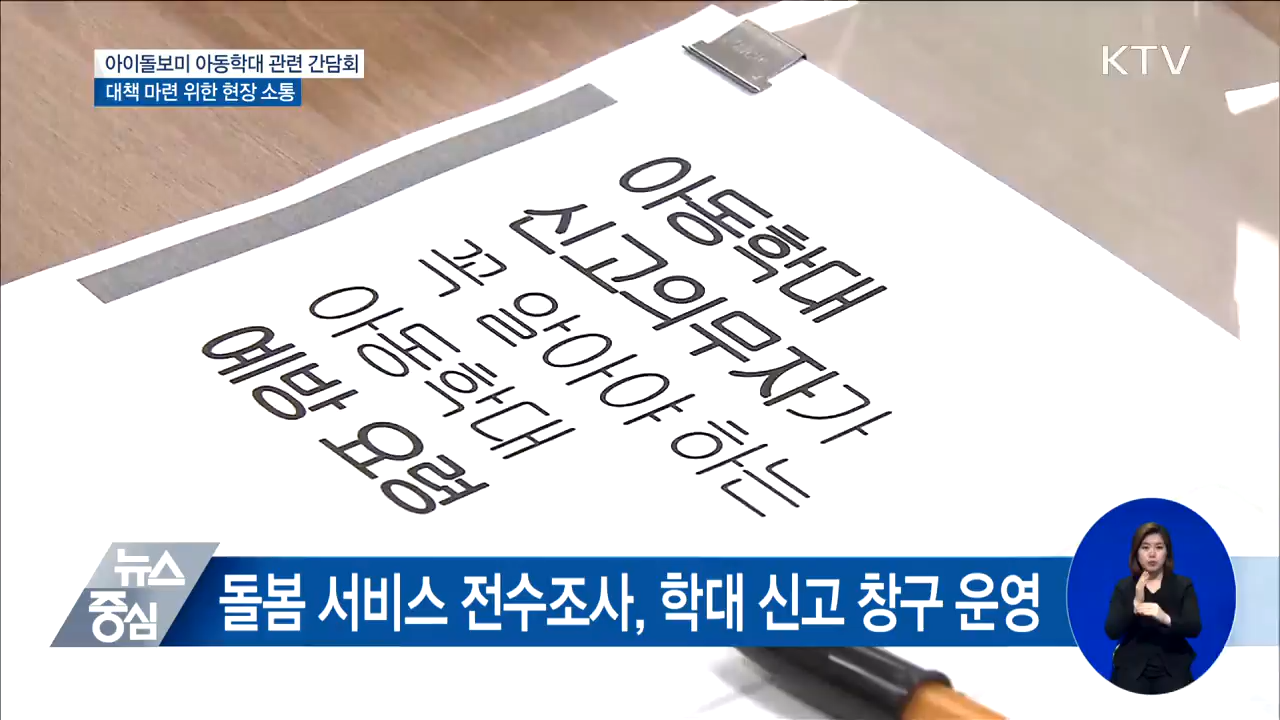 아이돌보미 아동학대 관련 간담회
대책 마련 위한 현장 소통
KTV
아동학대
신고의무자가
꼭 알아야 하는
아동학대
예방 요령
뉴스
중심
돌봄 서비스 전수조사, 학대 신고 창구 운영